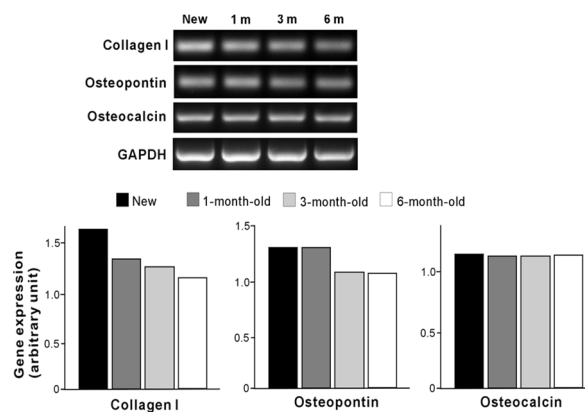 New 1 m 3 m 6 m
Collagen I
Osteopontin
Osteocalcin
GAPDH
New 1-month-old 3-month-old 6-month-old
Gene expression
(arbitrary unit)
1.5
1.0
0.5
0
Collagen I
1.5
1.0
0.5
0
Osteopontin
1.0
0.5
0
Osteocalcin